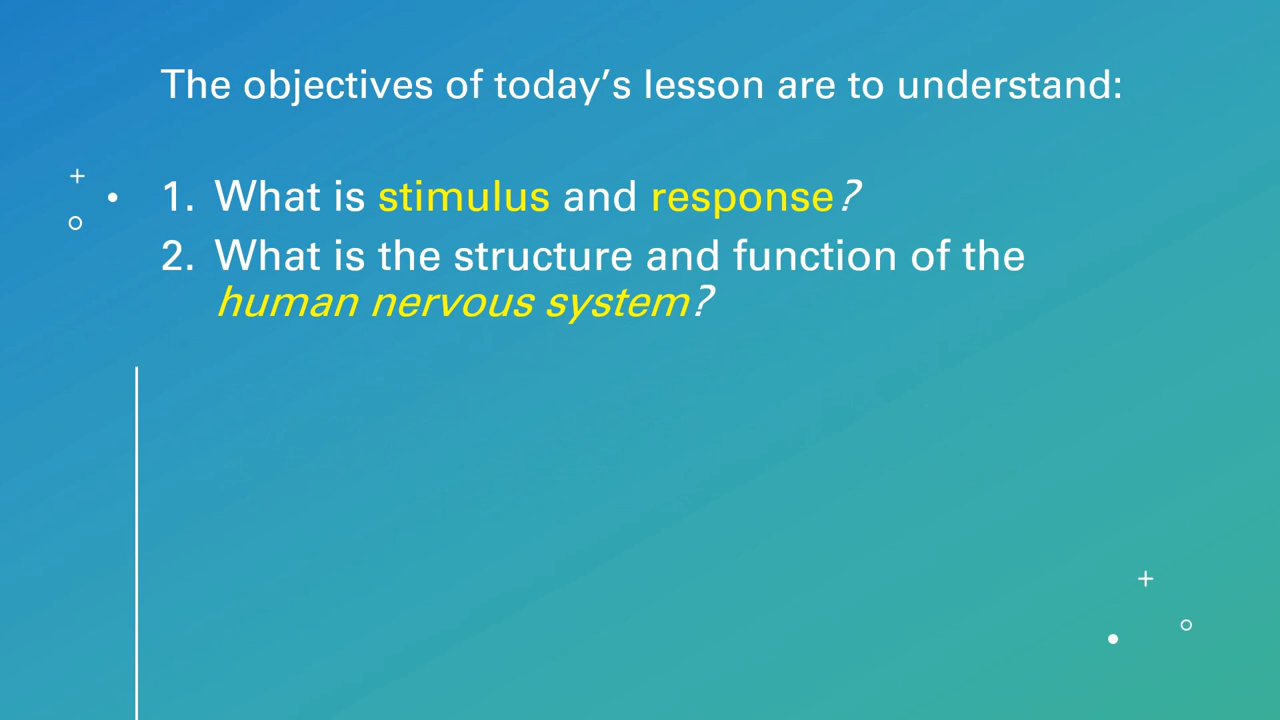 The objectives of today’s lesson are to understand:
• 1. What is stimulus and response?
2. What is the structure and function of the
human nervous system?